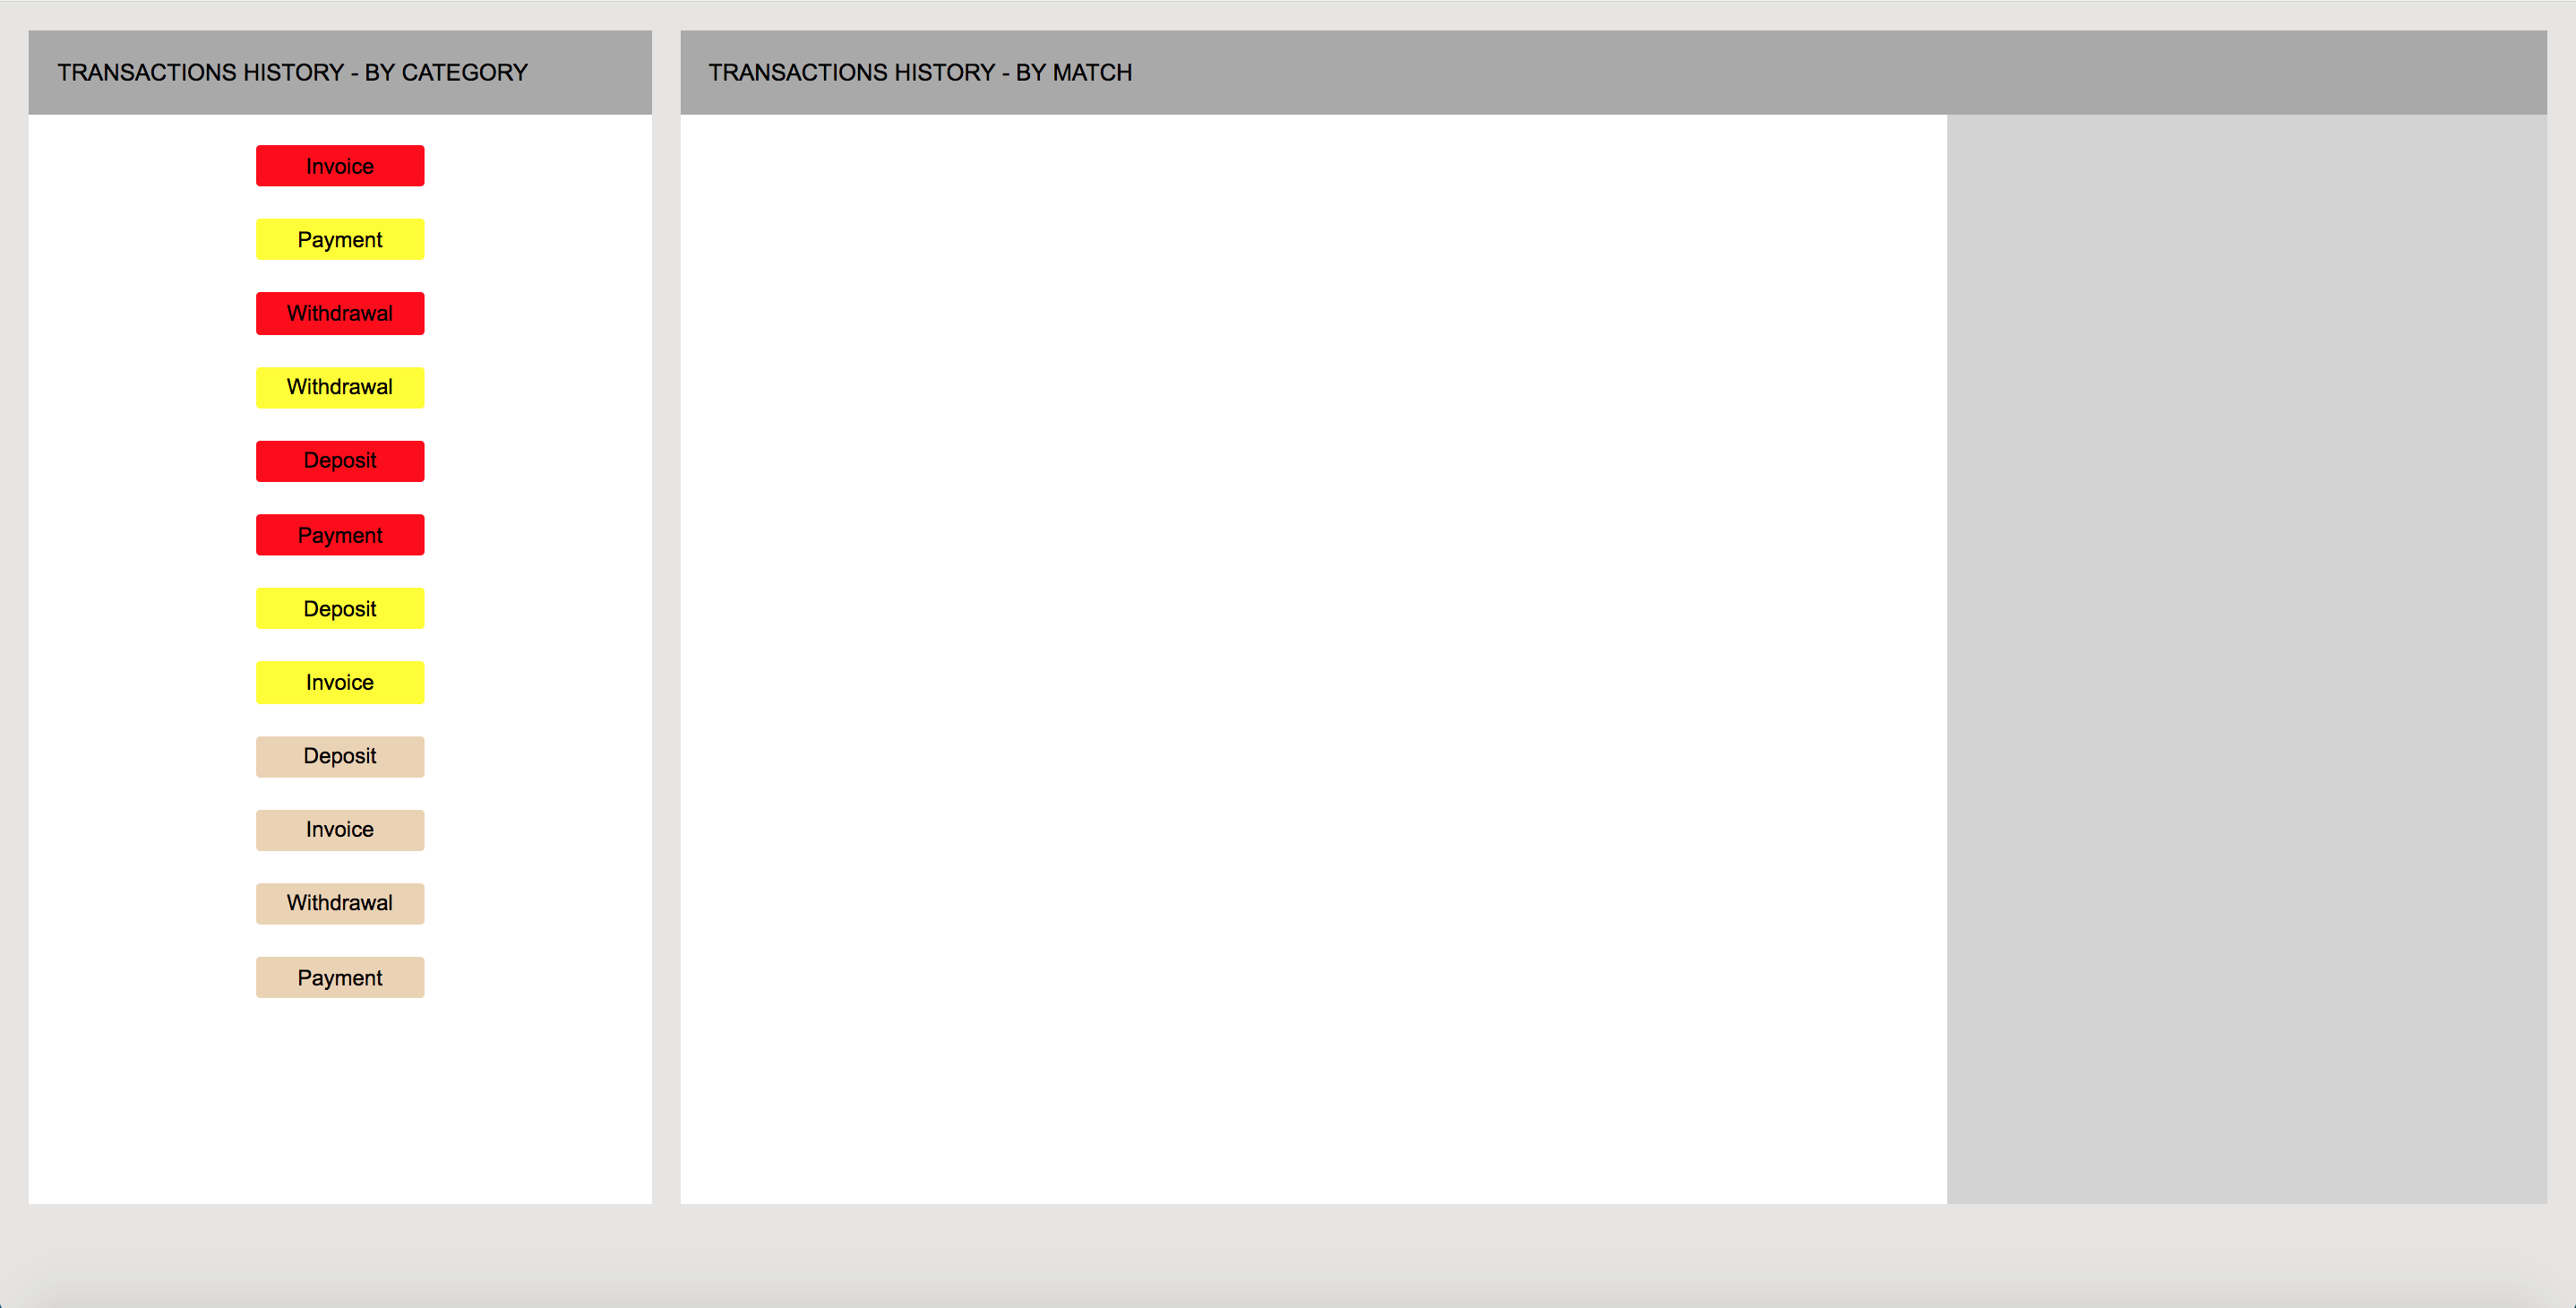 TRANSACTIONS HISTORY - BY CATEGORY
Invoice
Payment
Withdrawal
Withdrawal
Deposit
Payment
Deposit
Invoice
Deposit
Invoice
Withdrawal
Payment
TRANSACTIONS HISTORY - BY MATCH